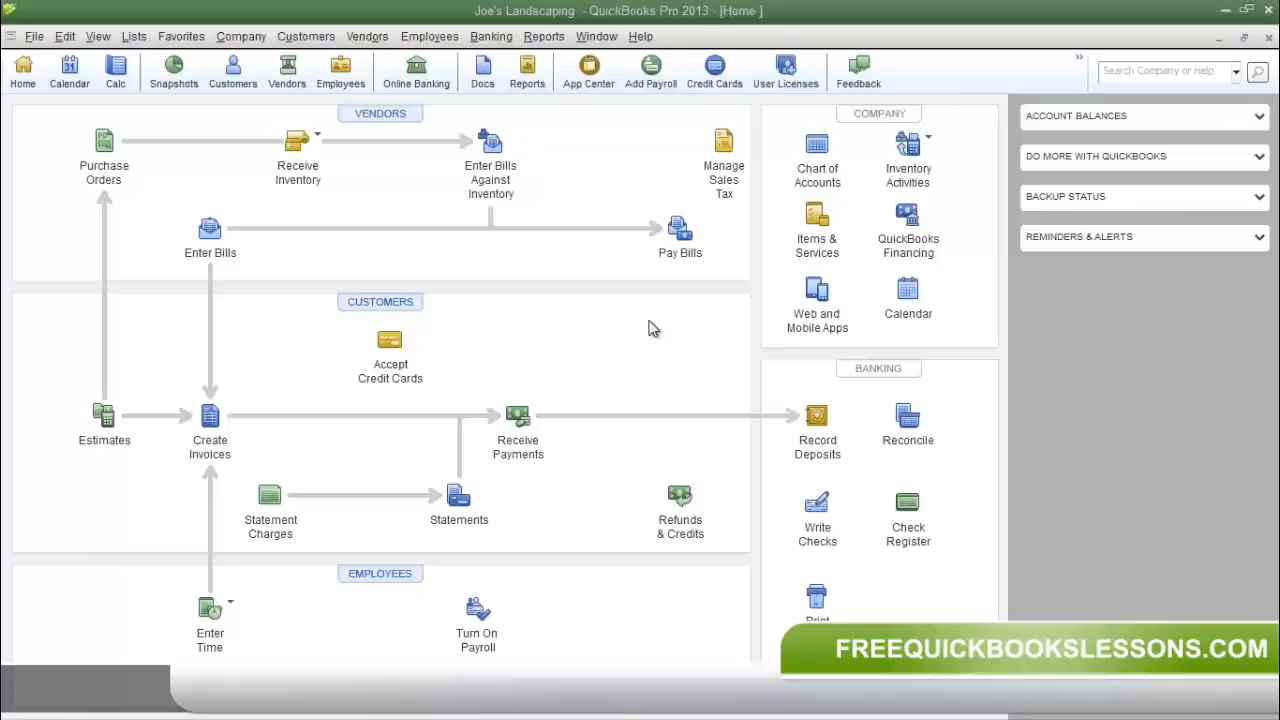 Joe's Landscaping - QuickBooks Pro 2013 - [Home ]
File Edit View Lists Favorites Company Customers Vendors Employees Banking Reports Window Help
Home Calendar Calc Snapshots Customers Vendors Employees Online Banking Docs Reports App Center Add Payroll Credit Cards User Licenses Feedback
»
Search Company or Help
VENDORS
Purchase
Orders
Receive
Inventory
Enter Bills
Against
Inventory
Manage
Sales
Tax
Enter Bills
Pay Bills
CUSTOMERS
Accept
Credit Cards
Estimates
Create
Invoices
Receive
Payments
Statement
Charges
Statements
Refunds
& Credits
EMPLOYEES
Enter
Time
Turn On
Payroll
COMPANY
Chart of
Accounts
Inventory
Activities
Items &
Services
QuickBooks
Financing
Web and
Mobile Apps
Calendar
BANKING
Record
Deposits
Reconcile
Write
Checks
Check
Register
Print
ACCOUNT BALANCES
DO MORE WITH QUICKBOOKS
BACKUP STATUS
REMINDERS & ALERTS
FREEQUICKBOOKSLESSONS.COM